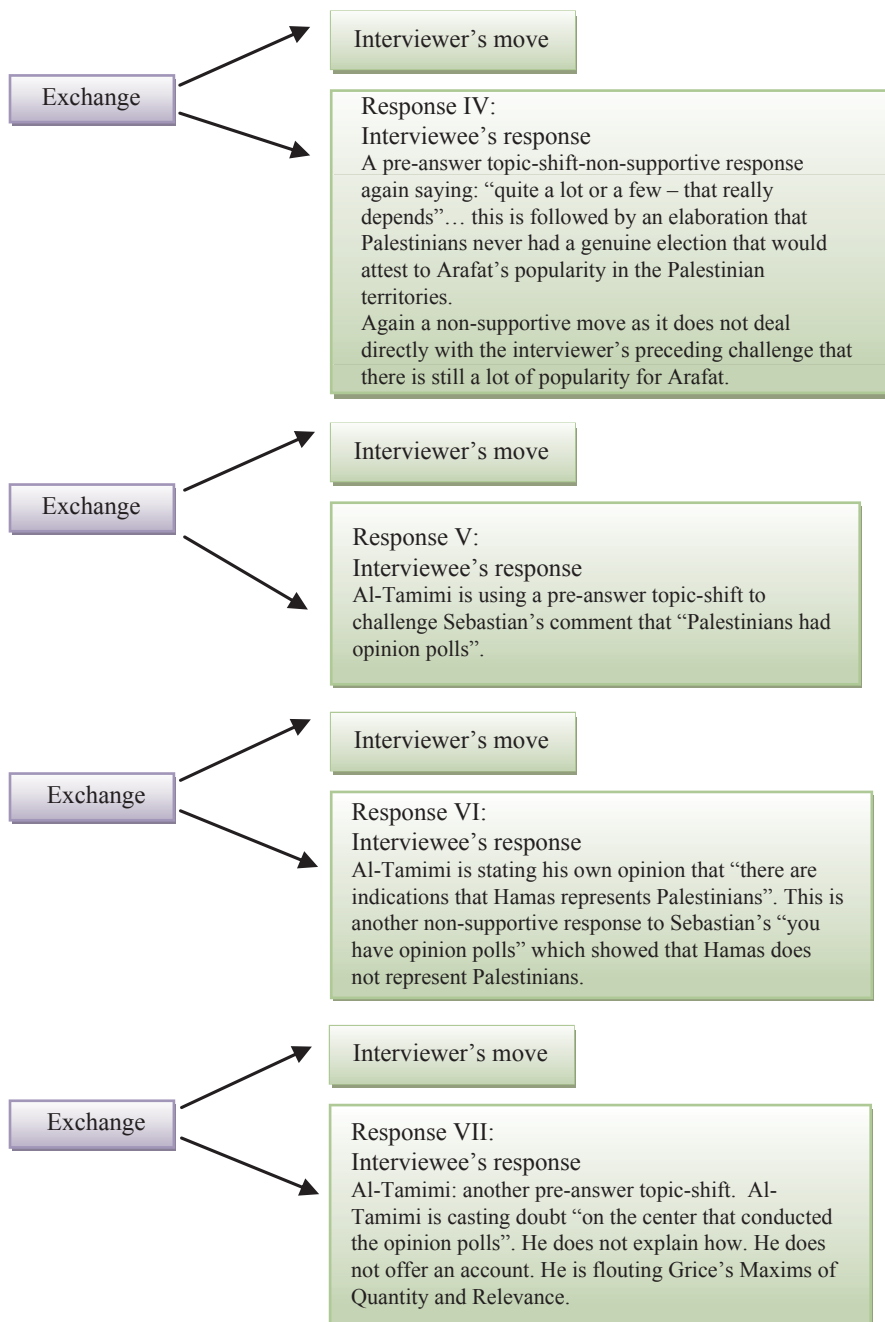 Interviewer’s move
Exchange
Response IV:
Interviewee’s response
A pre-answer topic-shift-non-supportive response
again saying: “quite a lot or a few – that really
depends”… this is followed by an elaboration that
Palestinians never had a genuine election that would
attest to Arafat’s popularity in the Palestinian
territories.
Again a non-supportive move as it does not deal
directly with the interviewer’s preceding challenge that
there is still a lot of popularity for Arafat.
Interviewer’s move
Exchange
Response V:
Interviewee’s response
Al-Tamimi is using a pre-answer topic-shift to
challenge Sebastian’s comment that “Palestinians had
opinion polls”.
Interviewer’s move
Exchange
Response VI:
Interviewee’s response
Al-Tamimi is stating his own opinion that “there are
indications that Hamas represents Palestinians”. This is
another non-supportive response to Sebastian’s “you
have opinion polls” which showed that Hamas does
not represent Palestinians.
Interviewer’s move
Exchange
Response VII:
Interviewee’s response
Al-Tamimi: another pre-answer topic-shift. Al-
Tamimi is casting doubt “on the center that conducted
the opinion polls”. He does not explain how. He does
not offer an account. He is flouting Grice’s Maxims of
Quantity and Relevance.